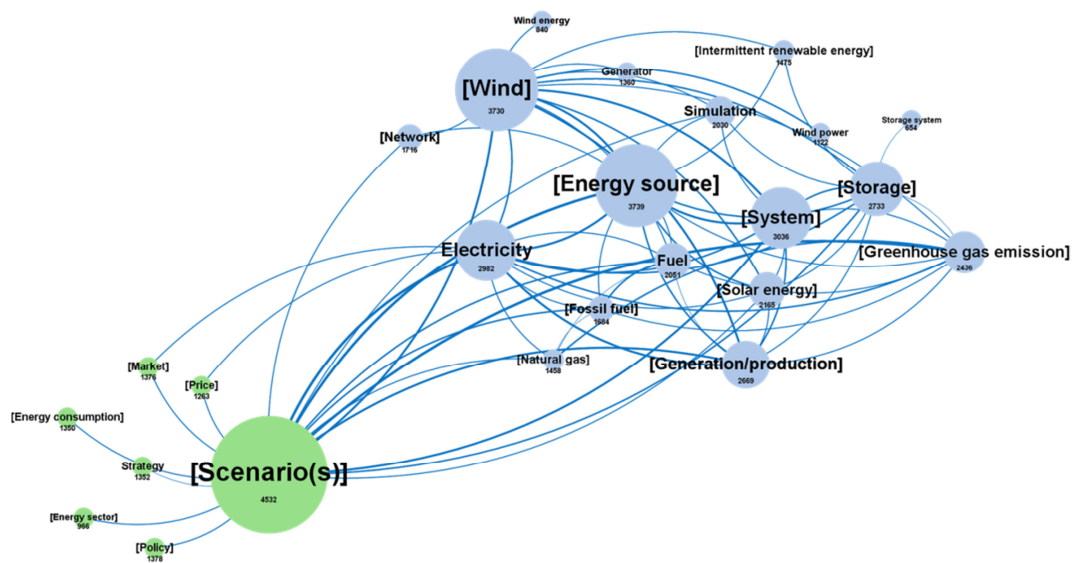 Wind energy
840
[Intermittent renewable energy]
1475
Generator
1360
[Wind]
3730
Simulation
2030
Storage system
654
[Network]
1716
Wind power
1122
[Energy source]
3739
[Storage]
2733
[System]
3036
Electricity
2982
[Greenhouse gas emission]
2436
Fuel
2051
[Solar energy]
2165
[Fossil fuel]
1684
[Natural gas]
1458
[Generation/production]
2669
[Market]
1376
[Price]
1263
[Energy consumption]
1350
Strategy
1352
[Scenario(s)]
4532
[Energy sector]
966
[Policy]
1378